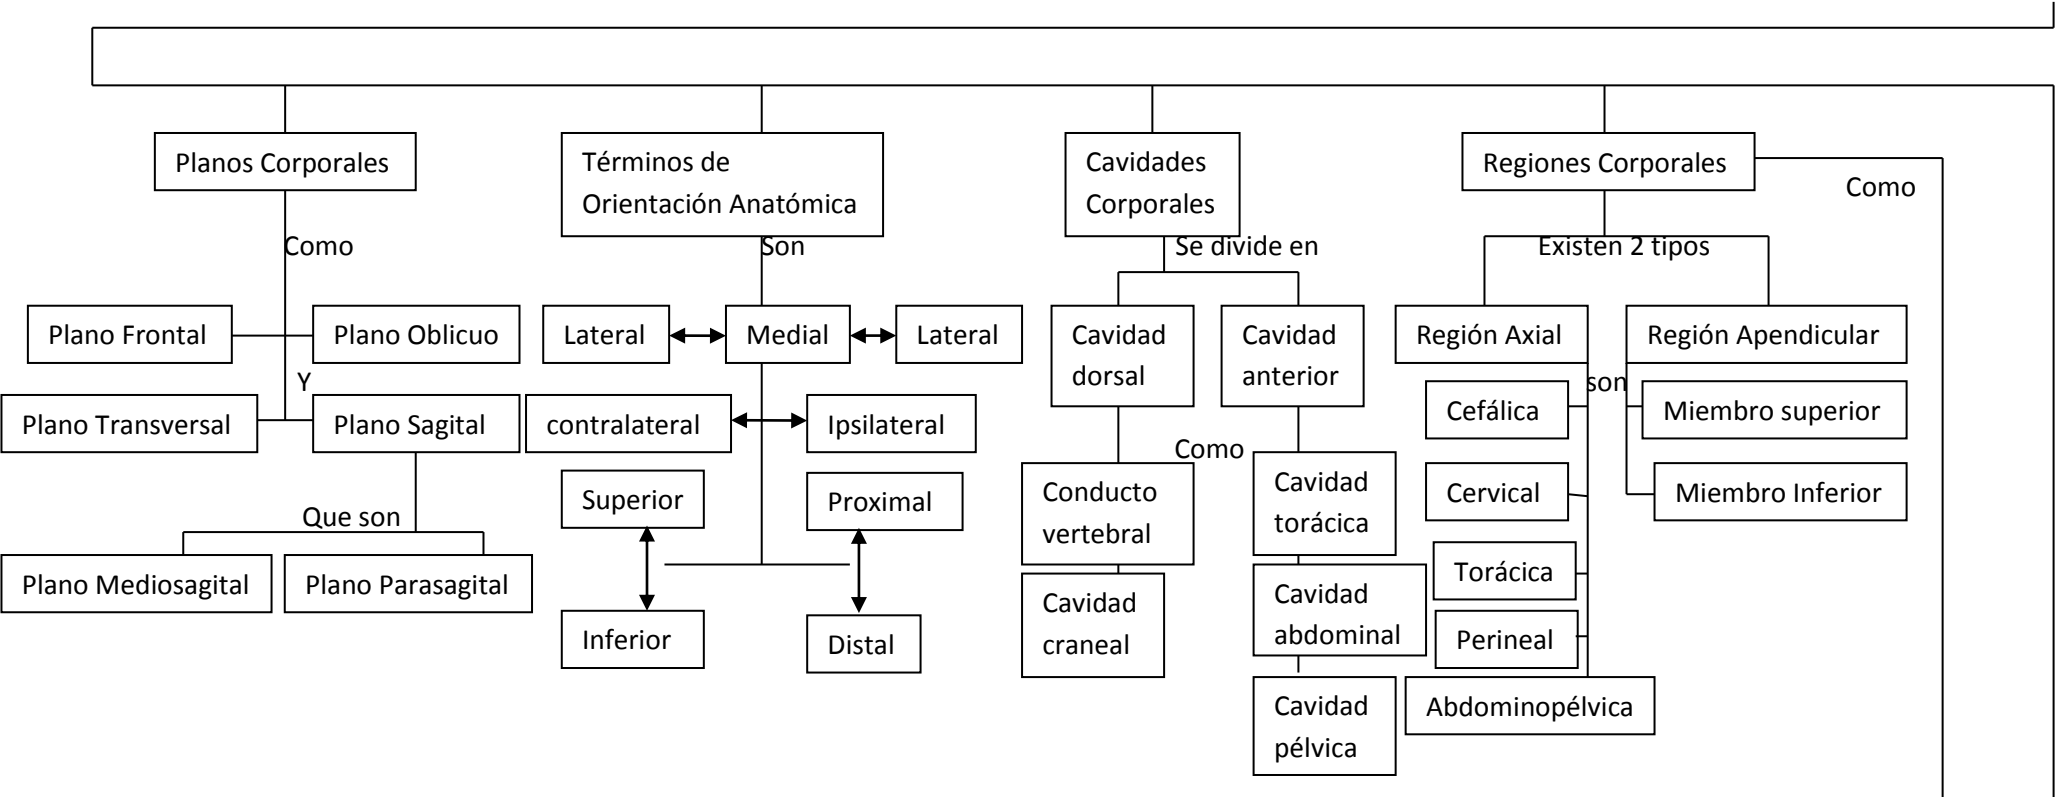 Planos Corporales
Términos de
Orientación Anatómica
Cavidades
Corporales
Regiones Corporales
Como
Como
Son
Se divide en
Existen 2 tipos
Plano Frontal
Plano Oblicuo
Lateral
Medial
Lateral
Cavidad
dorsal
Cavidad
anterior
Región Axial
Región Apendicular
Y
son
Plano Transversal
Plano Sagital
contralateral
Ipsilateral
Cefálica
Miembro superior
Como
Superior
Proximal
Conducto
vertebral
Cavidad
torácica
Cervical
Miembro Inferior
Que son
Plano Mediosagital
Plano Parasagital
Inferior
Distal
Cavidad
craneal
Cavidad
abdominal
Torácica
Perineal
Cavidad
pélvica
Abdominopélvica